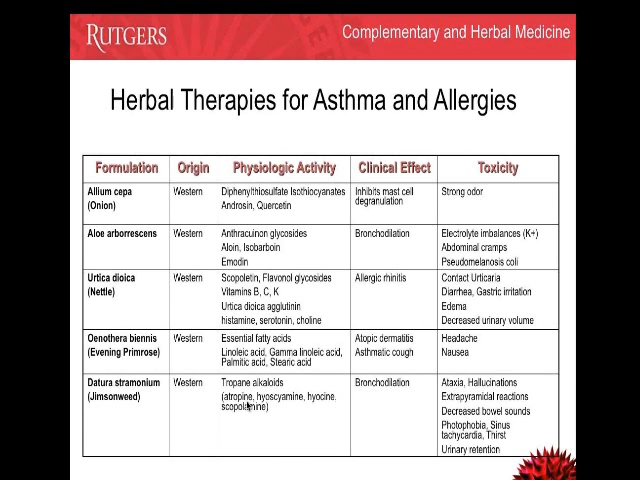 RUTGERS
Complementary and Herbal Medicine
Herbal Therapies for Asthma and Allergies
Formulation Origin Physiologic Activity Clinical Effect Toxicity
Allium cepa
(Onion)
Western
Diphenylthiosulfate Isothiocyanates
Androsin, Quercetin
Inhibits mast cell
degranulation
Strong odor
Aloe arborrescens
Western
Anthracuinon glycosides
Aloin, Isobarboin
Emodin
Bronchodilation
Electrolyte imbalances (K+)
Abdominal cramps
Pseudomelanosis coli
Urtica dioica
(Nettle)
Western
Scopoletin, Flavonol glycosides
Vitamins B, C, K
Urtica dioica agglutinin
histamine, serotonin, choline
Allergic rhinitis
Contact Urticaria
Diarrhea, Gastric irritation
Edema
Decreased urinary volume
Oenothera biennis
(Evening Primrose)
Western
Essential fatty acids
Linoleic acid, Gamma linoleic acid,
Palmitic acid, Stearic acid
Atopic dermatitis
Asthmatic cough
Headache
Nausea
Datura stramonium
(Jimsonweed)
Western
Tropane alkaloids
(atropine, hyoscyamine, hyocine,
scopolamine)
Bronchodilation
Ataxia, Hallucinations
Extrapyramidal reactions
Decreased bowel sounds
Photophobia, Sinus
tachycardia, Thirst
Urinary retention